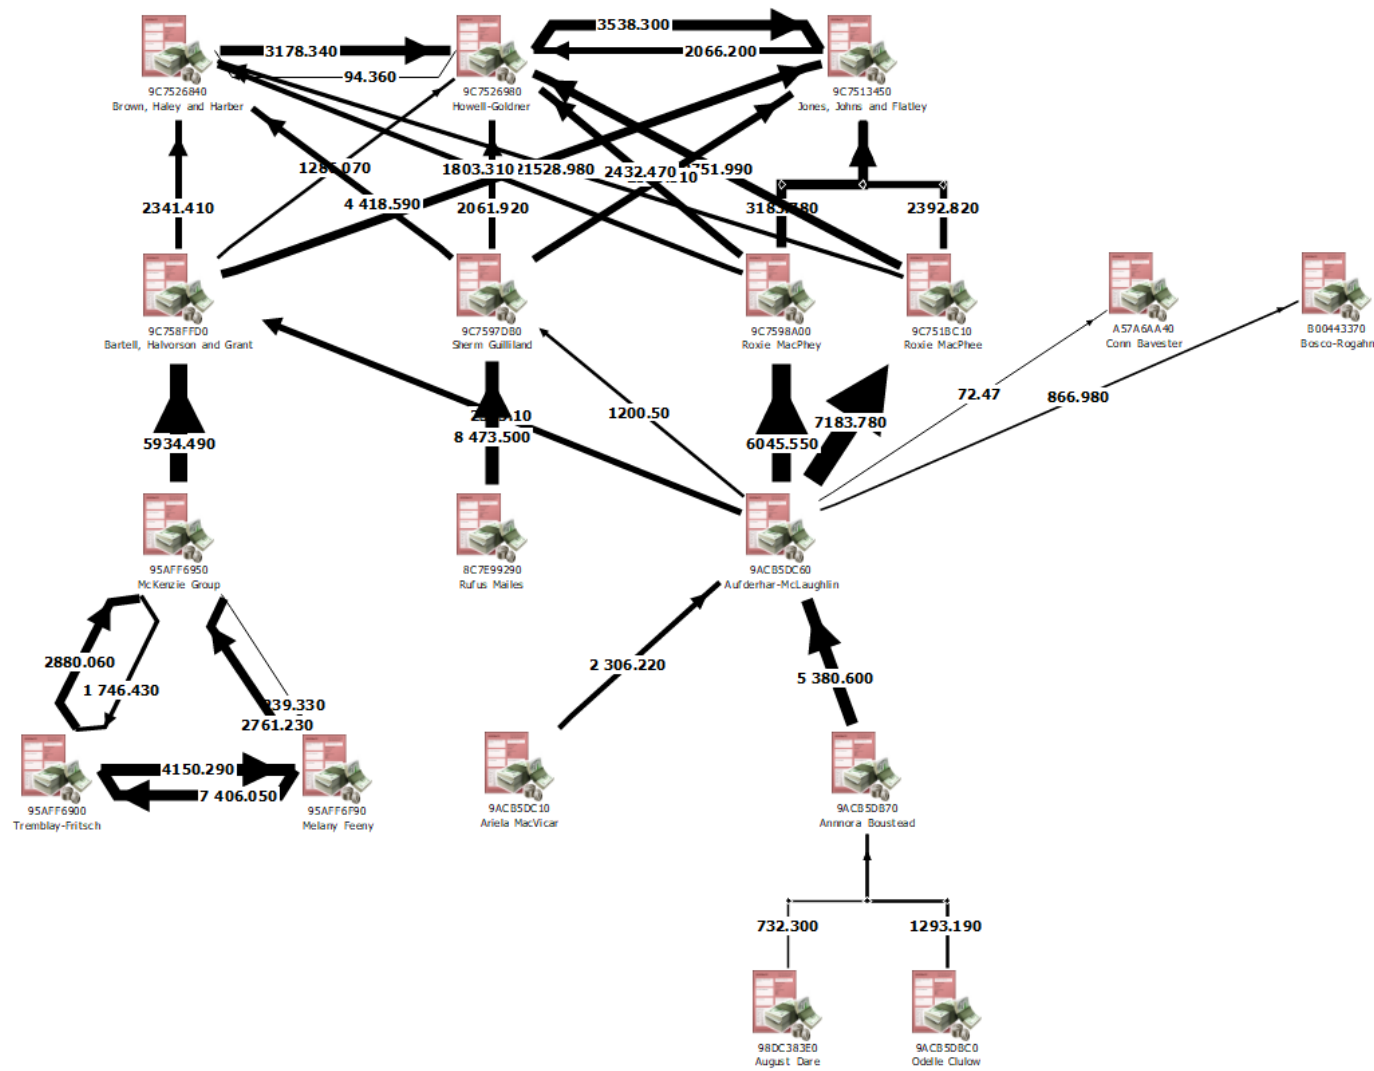 3538.300
3178.340
2066.200
94.360
9C7526840
Brown, Haley and Harber
9C7526980
Howell-Goldner
9C7513450
Jones, Johns and Flatley
1803.310
2432.470
2341.410
4 418.590
2061.920
2392.820
9C758FFD0
Bartell, Halvorson and Grant
9C7597DB0
Sherm Guilliland
9C7598A00
Roxie MacPhey
9C751BC10
Roxie MacPhee
A57A6AA40
Conn Bavester
B00443370
Bosco-Rogahn
72.47
866.980
1200.50
7183.780
5934.490
8 473.500
6045.550
95AFF6950
McKenzie Group
8C7E99290
Rufus Mailes
9ACB5DC60
Aufderhar-McLaughlin
2880.060
2 306.220
5 380.600
1 746.430
2761.230
4150.290
7 406.050
95AFF6900
Tremblay-Fritsch
95AFF6F90
Melany Feeny
9ACB5DC10
Ariela MacVicar
9ACB5DB70
Annnora Boustead
732.300
1293.190
98DC383E0
August Dare
9ACB5DBC0
Odelle Clulow